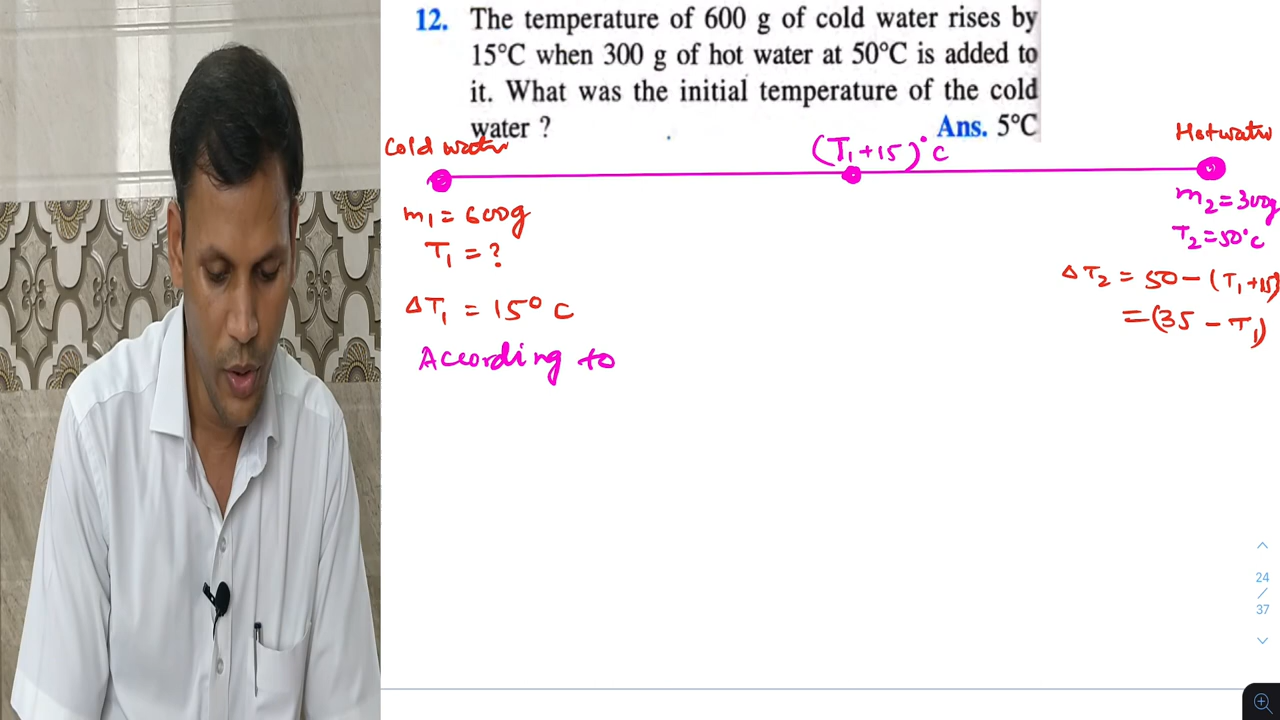 12. The temperature of 600 g of cold water rises by
15°C when 300 g of hot water at 50°C is added to
it. What was the initial temperature of the cold
water ? Ans. 5°C
Cold water
(T₁+15)°C
Hot water
m₁ = 600g
T₁ = ?
ΔT₁ = 15° C
According to
m₂ = 300g
T₂ = 50°C
ΔT₂ = 50 - (T₁+15)
= (35 - T₁)
24
/
37